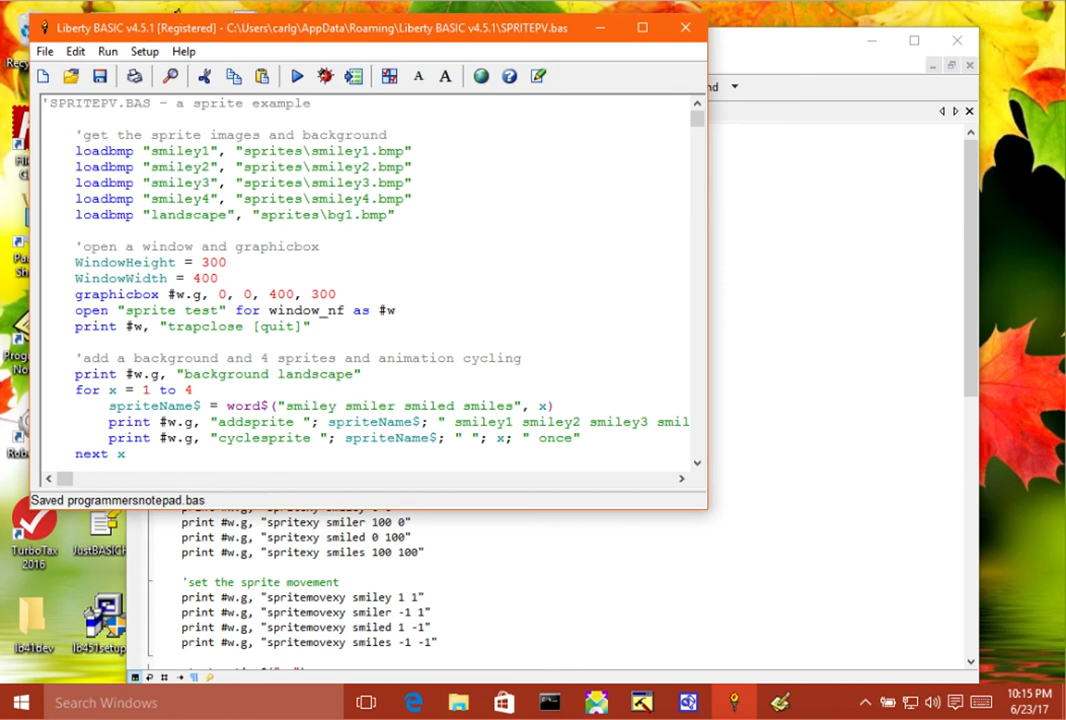 Liberty BASIC v4.5.1 [Registered] - C:\Users\carlg\AppData\Roaming\Liberty BASIC v4.5.1\SPRITEPV.bas
File Edit Run Setup Help
'SPRITEPV.BAS - a sprite example
'get the sprite images and background
loadbmp "smiley1", "sprites\smiley1.bmp"
loadbmp "smiley2", "sprites\smiley2.bmp"
loadbmp "smiley3", "sprites\smiley3.bmp"
loadbmp "smiley4", "sprites\smiley4.bmp"
loadbmp "landscape", "sprites\bg1.bmp"
'open a window and graphicbox
WindowHeight = 300
WindowWidth = 400
graphicbox #w.g, 0, 0, 400, 300
open "sprite test" for window_nf as #w
print #w, "trapclose [quit]"
'add a background and 4 sprites and animation cycling
print #w.g, "background landscape"
for x = 1 to 4
spriteName$ = word$("smiley smiler smiled smiles", x)
print #w.g, "addsprite "; spriteName$; " smiley1 smiley2 smiley3 smil
print #w.g, "cyclesprite "; spriteName$; " "; x; " once"
next x
Saved programmersnotepad.bas
print #w.g, "spritexy smiler 100 0"
print #w.g, "spritexy smiled 0 100"
print #w.g, "spritexy smiles 100 100"
'set the sprite movement
print #w.g, "spritemovexy smiley 1 1"
print #w.g, "spritemovexy smiler -1 1"
print #w.g, "spritemovexy smiled 1 -1"
print #w.g, "spritemovexy smiles -1 -1"
TurboTax
2016
JustBASICH
lb41dev
lb451setup
Search Windows
10:15 PM
6/23/17